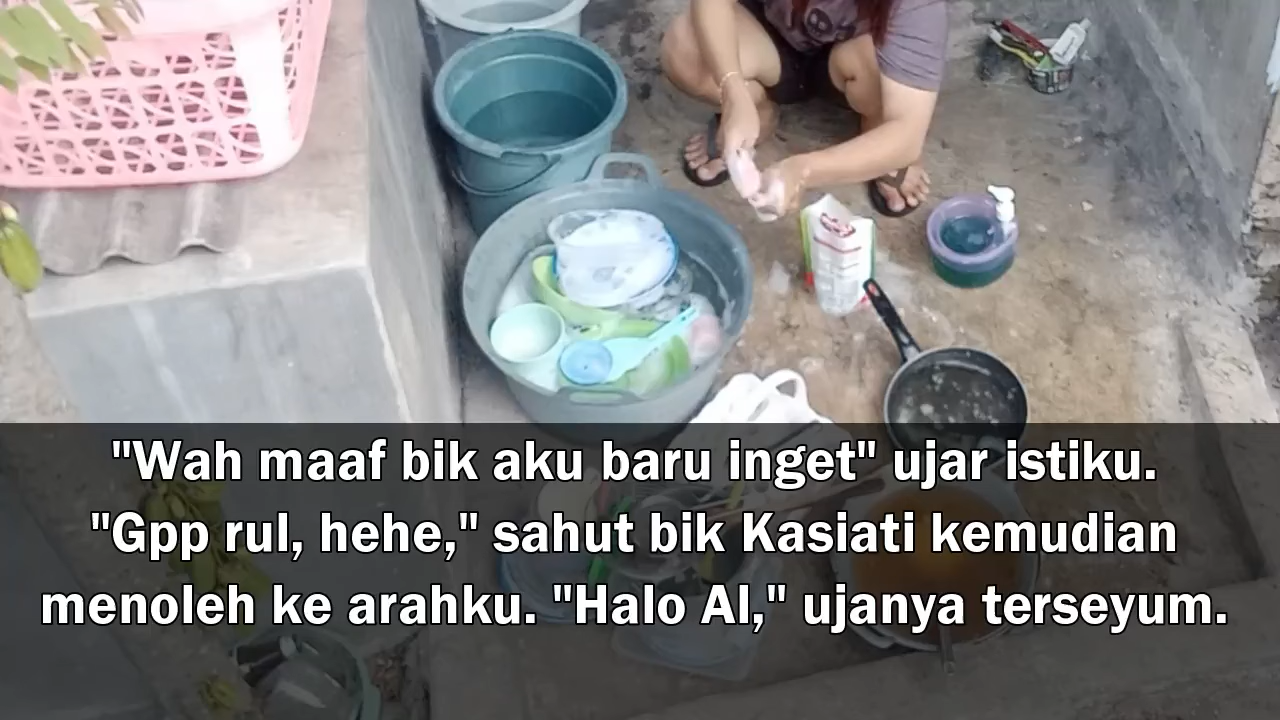 "Wah maaf bik aku baru inget" ujar istiku.
"Gpp rul, hehe," sahut bik Kasiati kemudian
menoleh ke arahku. "Halo Al," ujanya terseyum.